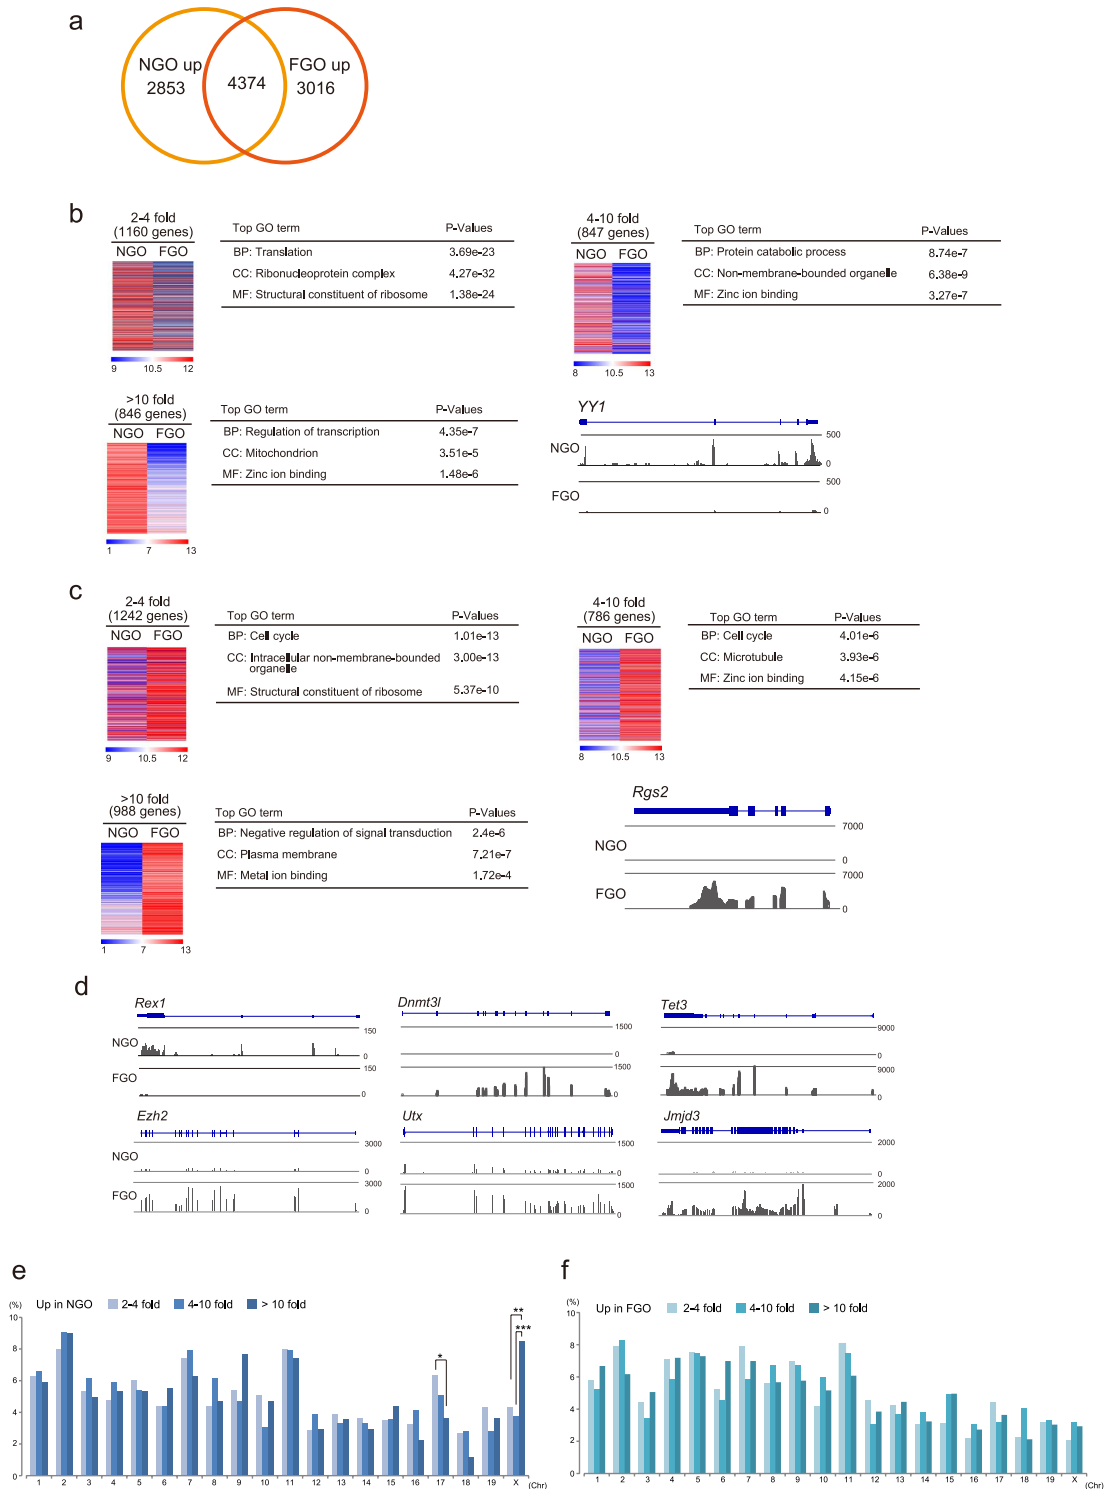 a
NGO up
2853
4374
FGO up
3016
b
2-4 fold
(1160 genes)
NGO FGO
9 10.5 12
Top GO term P-Values
BP: Translation 3.69e-23
CC: Ribonucleoprotein complex 4.27e-32
MF: Structural constituent of ribosome 1.38e-24
4-10 fold
(847 genes)
NGO FGO
8 10.5 13
Top GO term P-Values
BP: Protein catabolic process 8.74e-7
CC: Non-membrane-bounded organelle 6.38e-9
MF: Zinc ion binding 3.27e-7
>10 fold
(846 genes)
NGO FGO
1 7 13
Top GO term P-Values
BP: Regulation of transcription 4.35e-7
CC: Mitochondrion 3.51e-5
MF: Zinc ion binding 1.48e-6
YY1
500
NGO
0
500
FGO
0
c
2-4 fold
(1242 genes)
NGO FGO
9 10.5 12
Top GO term P-Values
BP: Cell cycle 1.01e-13
CC: Intracellular non-membrane-bounded 3.00e-13
organelle
MF: Structural constituent of ribosome 5.37e-10
4-10 fold
(786 genes)
NGO FGO
8 10.5 13
Top GO term P-Values
BP: Cell cycle 4.01e-6
CC: Microtubule 3.93e-6
MF: Zinc ion binding 4.15e-6
>10 fold
(988 genes)
NGO FGO
1 7 13
Top GO term P-Values
BP: Negative regulation of signal transduction 2.4e-6
CC: Plasma membrane 7.21e-7
MF: Metal ion binding 1.72e-4
Rgs2
7000
NGO
0
7000
FGO
0
d
Rex1
150
NGO
0
150
FGO
0
Dnmt3l
1500
0
1500
0
Tet3
9000
0
9000
0
Ezh2
3000
NGO
0
3000
FGO
0
Utx
1500
0
1500
0
Jmjd3
2000
0
2000
0
e
(%) Up in NGO 2-4 fold 4-10 fold > 10 fold
10
8
6
4
2
0
*
**
***
1 2 3 4 5 6 7 8 9 10 11 12 13 14 15 16 17 18 19 X (Chr)
f
(%) Up in FGO 2-4 fold 4-10 fold > 10 fold
10
8
6
4
2
0
1 2 3 4 5 6 7 8 9 10 11 12 13 14 15 16 17 18 19 X (Chr)